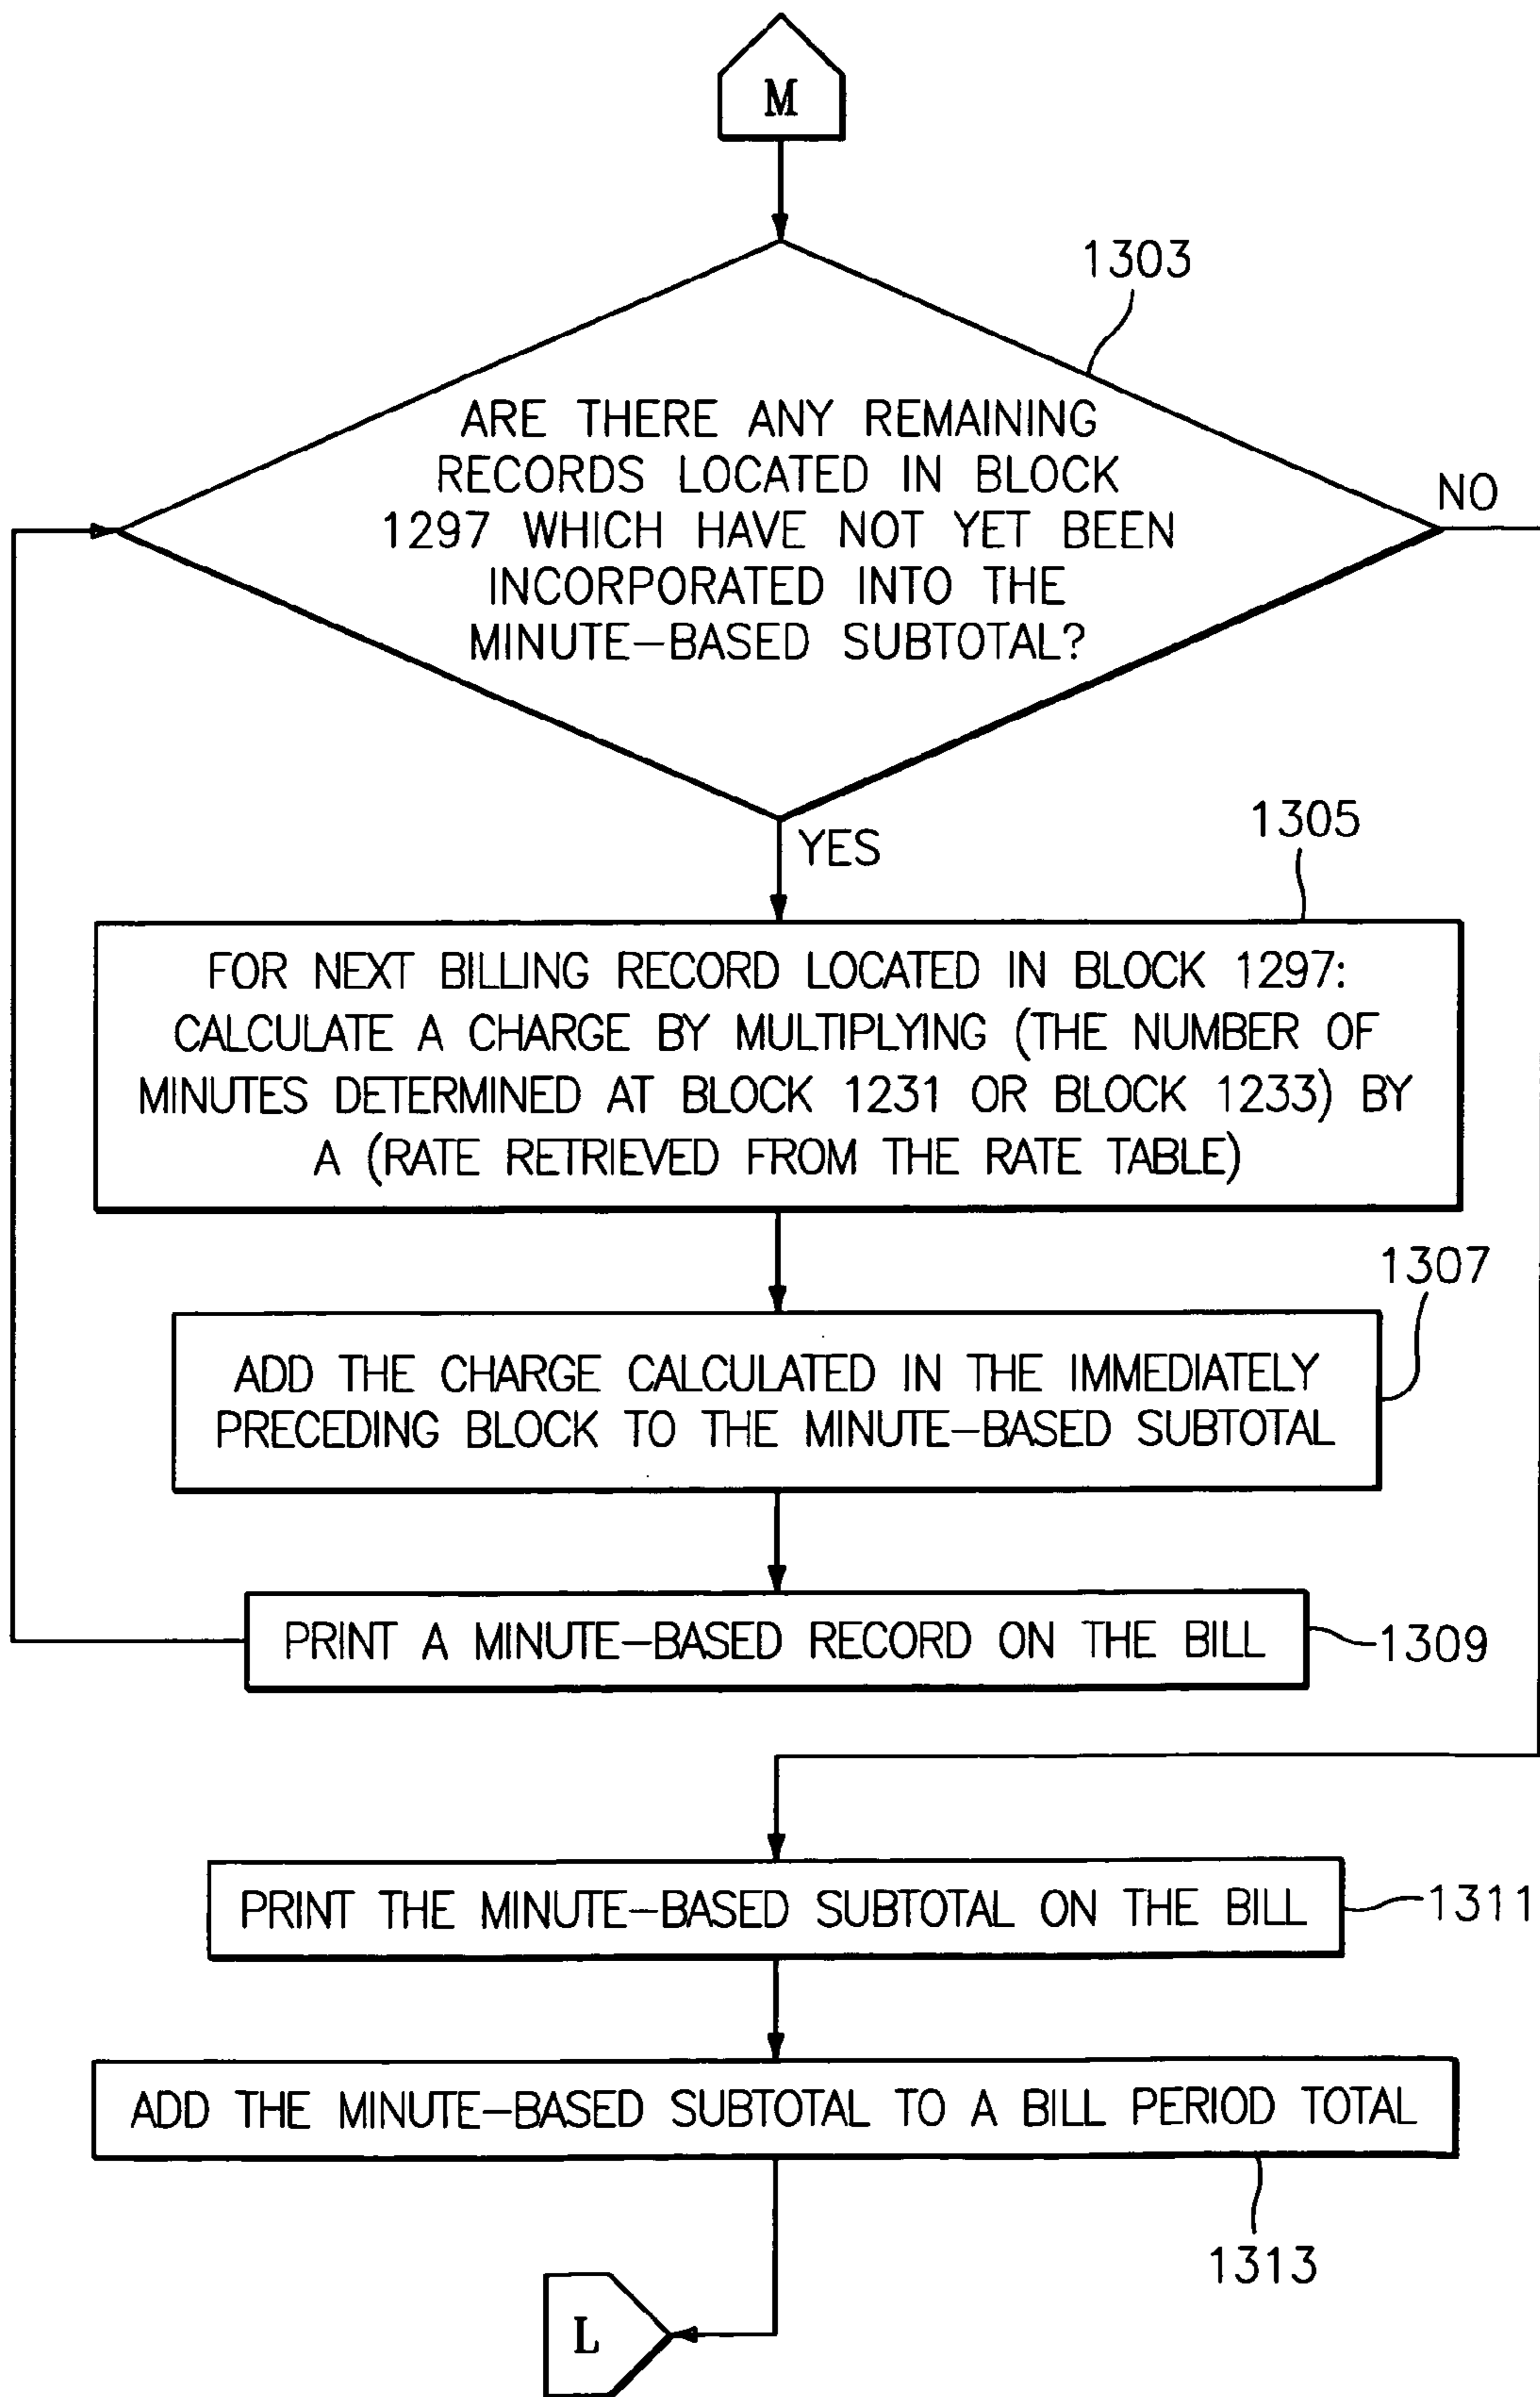 M
1303
ARE THERE ANY REMAINING
RECORDS LOCATED IN BLOCK
1297 WHICH HAVE NOT YET BEEN
INCORPORATED INTO THE
MINUTE-BASED SUBTOTAL?
NO
YES
1305
FOR NEXT BILLING RECORD LOCATED IN BLOCK 1297:
CALCULATE A CHARGE BY MULTIPLYING (THE NUMBER OF
MINUTES DETERMINED AT BLOCK 1231 OR BLOCK 1233) BY
A (RATE RETRIEVED FROM THE RATE TABLE)
1307
ADD THE CHARGE CALCULATED IN THE IMMEDIATELY
PRECEDING BLOCK TO THE MINUTE-BASED SUBTOTAL
PRINT A MINUTE-BASED RECORD ON THE BILL
1309
PRINT THE MINUTE-BASED SUBTOTAL ON THE BILL
1311
ADD THE MINUTE-BASED SUBTOTAL TO A BILL PERIOD TOTAL
1313
L